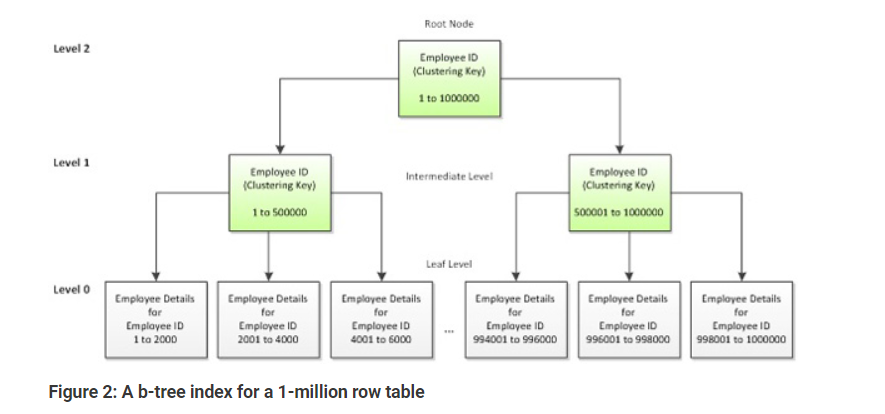 Root Node
Level 2
Employee ID
(Clustering Key)
1 to 1000000
Level 1
Employee ID
(Clustering Key)
1 to 500000
Intermediate Level
Employee ID
(Clustering Key)
500001 to 1000000
Leaf Level
Level 0
Employee Details
for
Employee ID
1 to 2000
Employee Details
for
Employee ID
2001 to 4000
Employee Details
for
Employee ID
4001 to 6000
...
Employee Details
for
Employee ID
994001 to 996000
Employee Details
for
Employee ID
996001 to 998000
Employee Details
for
Employee ID
998001 to 1000000
Figure 2: A b-tree index for a 1-million row table